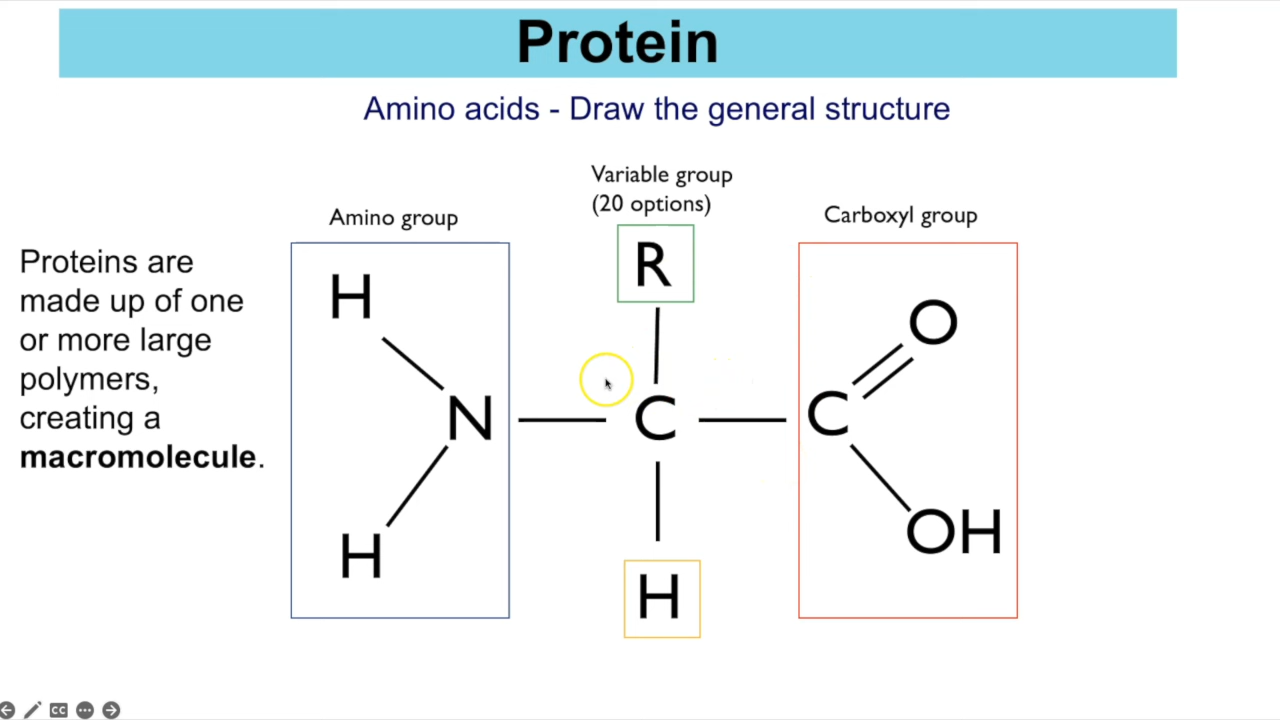 Protein
Amino acids - Draw the general structure
Proteins are
made up of one
or more large
polymers,
creating a
macromolecule.
Amino group
H
N
H
Variable group
(20 options)
R
C
H
Carboxyl group
O
C
OH
CC